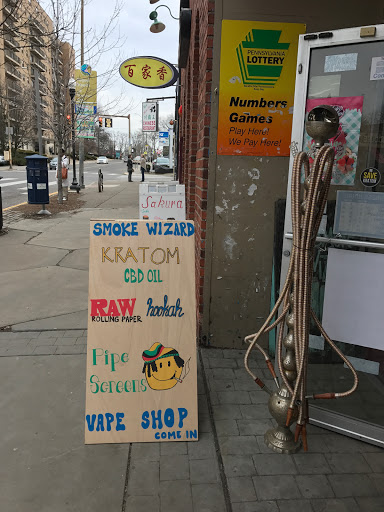 百家香
PENNSYLVANIA
LOTTERY
Numbers
Games
Play Here!
We Pay Here!
Sakura
SAVE
SMOKE WIZARD
KRATOM
CBD OIL
RAW
ROLLING PAPER
hookah
Pipe
Screens
VAPE SHOP
COME IN